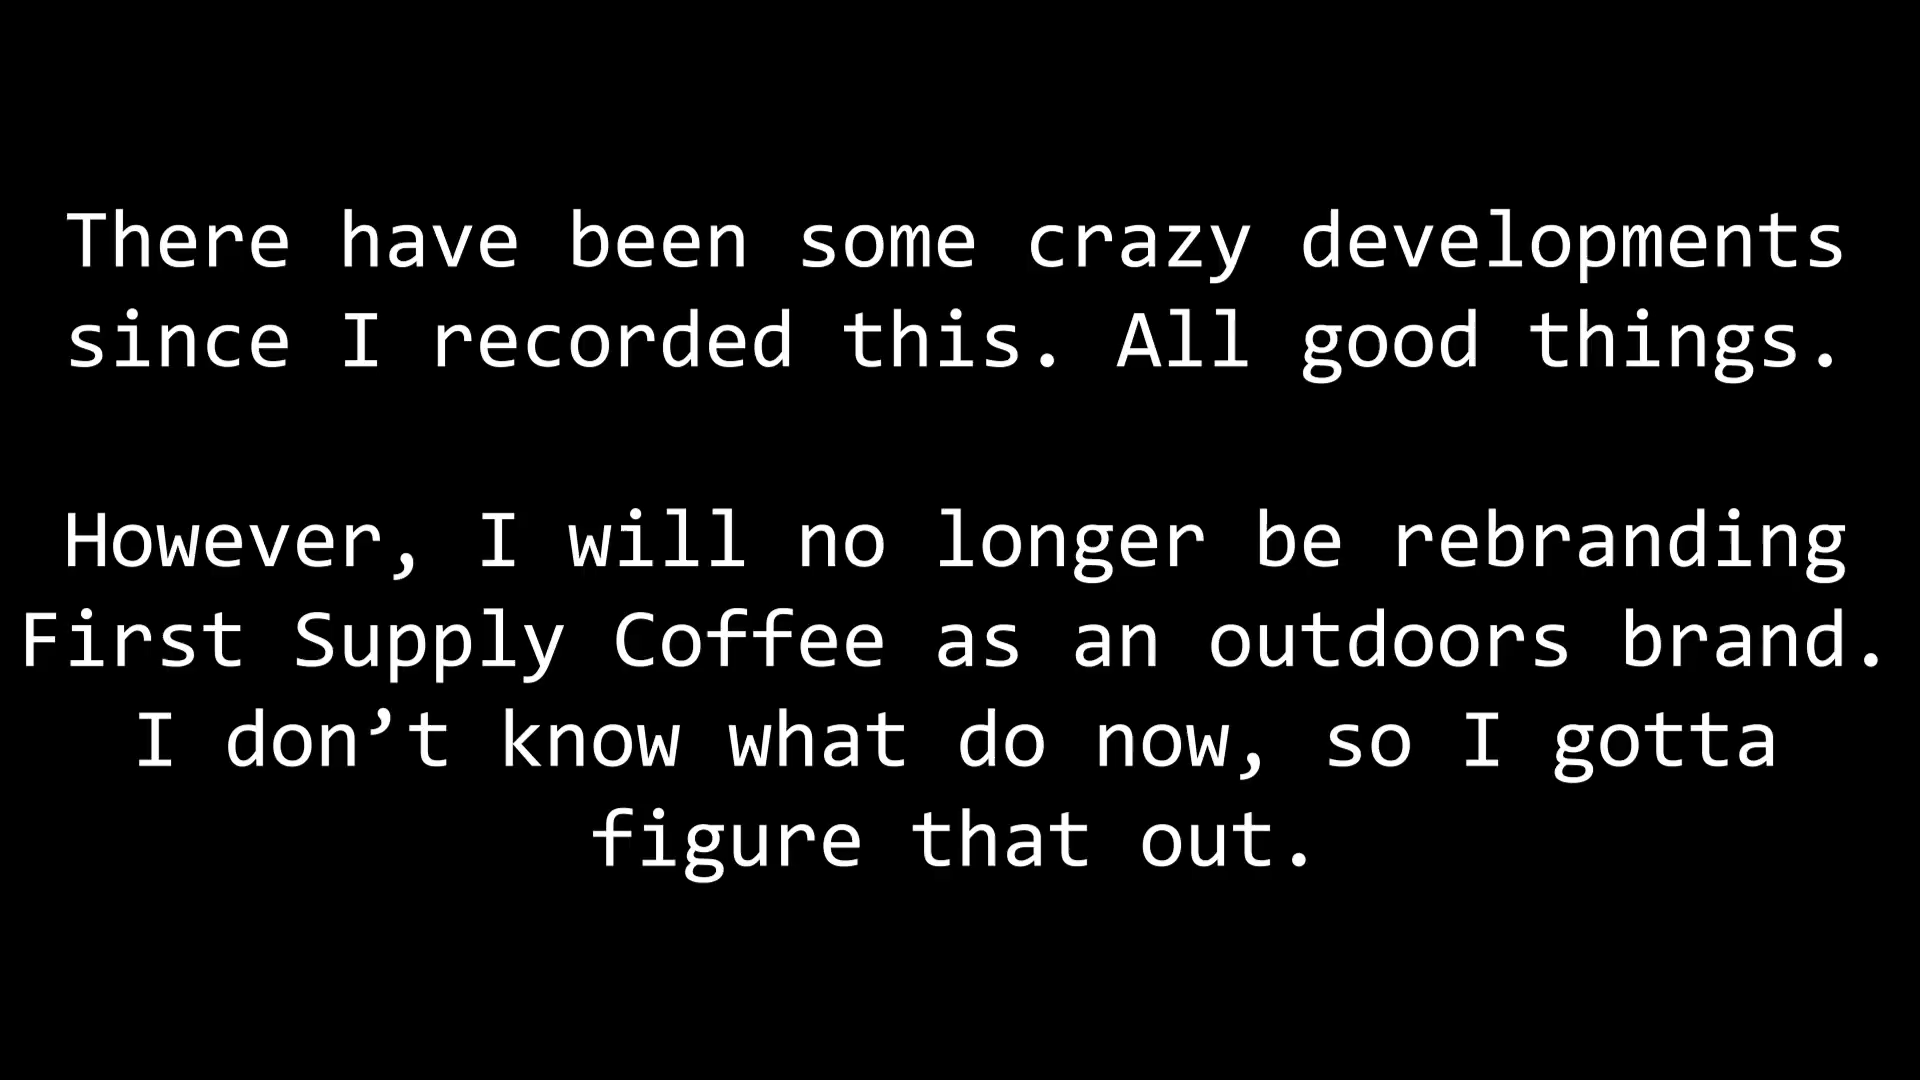 There have been some crazy developments
since I recorded this. All good things.
However, I will no longer be rebranding
First Supply Coffee as an outdoors brand.
I don’t know what do now, so I gotta
figure that out.